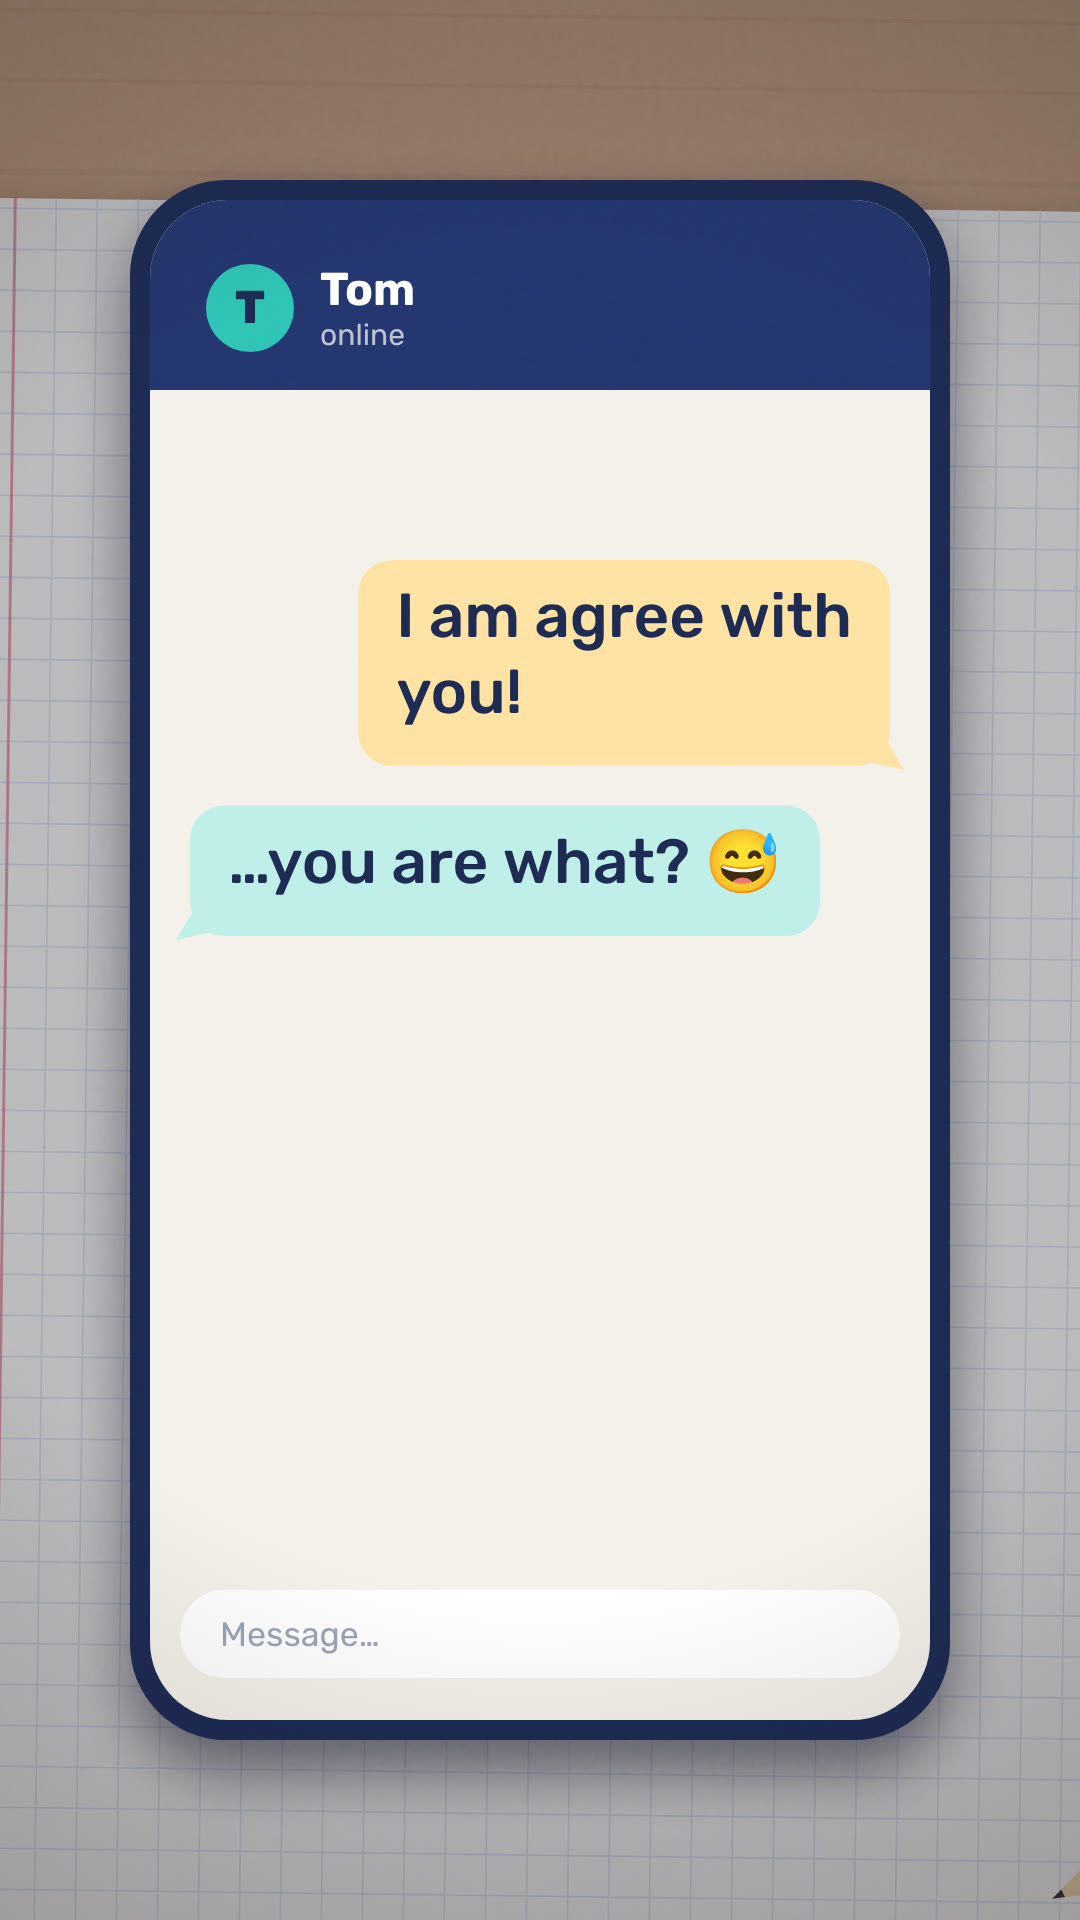 T
Tom
online
I am agree with
you!
…you are what? 😅
Message…